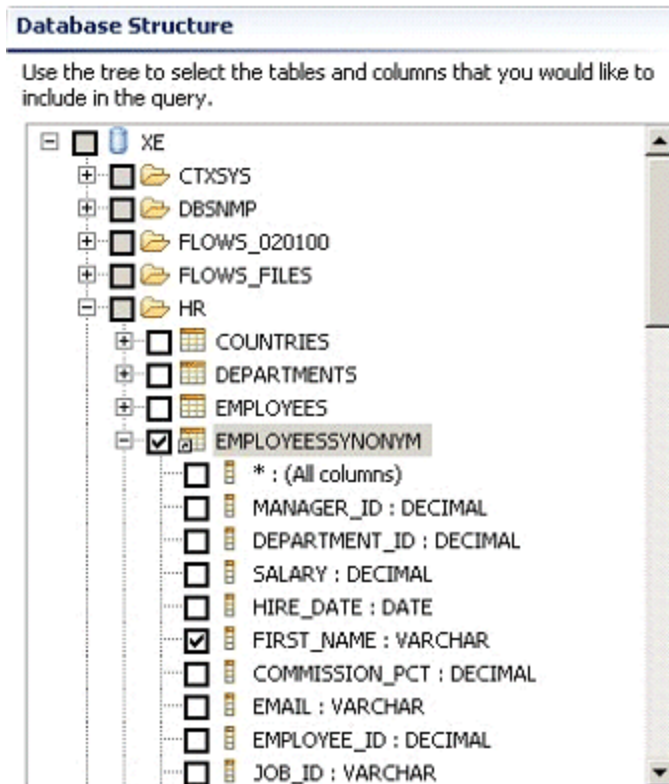 Database Structure
Use the tree to select the tables and columns that you would like to
include in the query.
XE
CTXSYS
DBSNMP
FLOWS_020100
FLOWS_FILES
HR
COUNTRIES
DEPARTMENTS
EMPLOYEES
EMPLOYEESSYNONYM
* : (All columns)
MANAGER_ID : DECIMAL
DEPARTMENT_ID : DECIMAL
SALARY : DECIMAL
HIRE_DATE : DATE
FIRST_NAME : VARCHAR
COMMISSION_PCT : DECIMAL
EMAIL : VARCHAR
EMPLOYEE_ID : DECIMAL
JOB_ID : VARCHAR